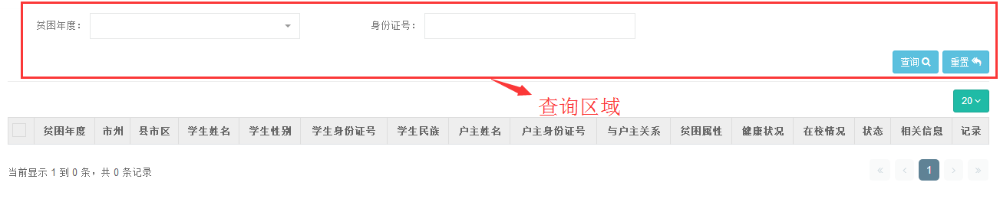 贫困年度： 身份证号：
查询 重置
20
查询区域
贫困年度 市州 县市区 学生姓名 学生性别 学生身份证号 学生民族 户主姓名 户主身份证号 与户主关系 贫困属性 健康状况 在校情况 状态 相关信息 记录
当前显示 1 到 0 条，共 0 条记录 « ‹ 1 › »